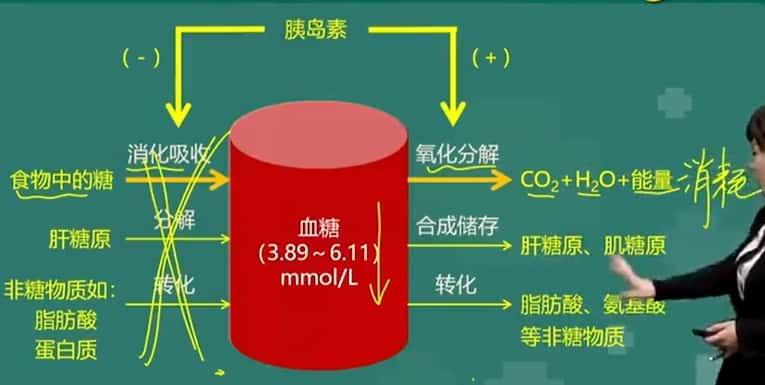 胰岛素
(-)
(+)
消化吸收
氧化分解
食物中的糖
CO₂+H₂O+能量
消耗
分解
合成储存
肝糖原
血糖
(3.89~6.11)
mmol/L
肝糖原、肌糖原
非糖物质如:
脂肪酸
蛋白质
转化
转化
脂肪酸、氨基酸
等非糖物质